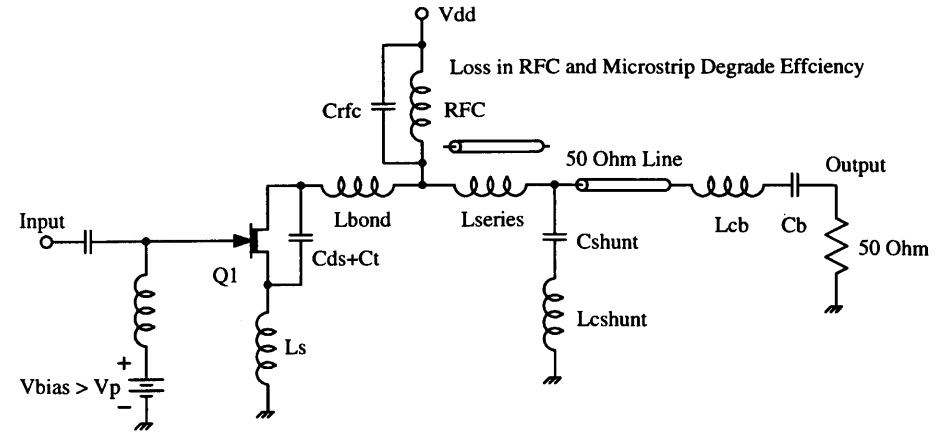 Vdd
Loss in RFC and Microstrip Degrade Effciency
Crfc
RFC
50 Ohm Line
Output
Input
Lbond
Lseries
Lcb
Cb
Q1
Cds+Ct
Cshunt
50 Ohm
Ls
Lcshunt
+
Vbias > Vp
−